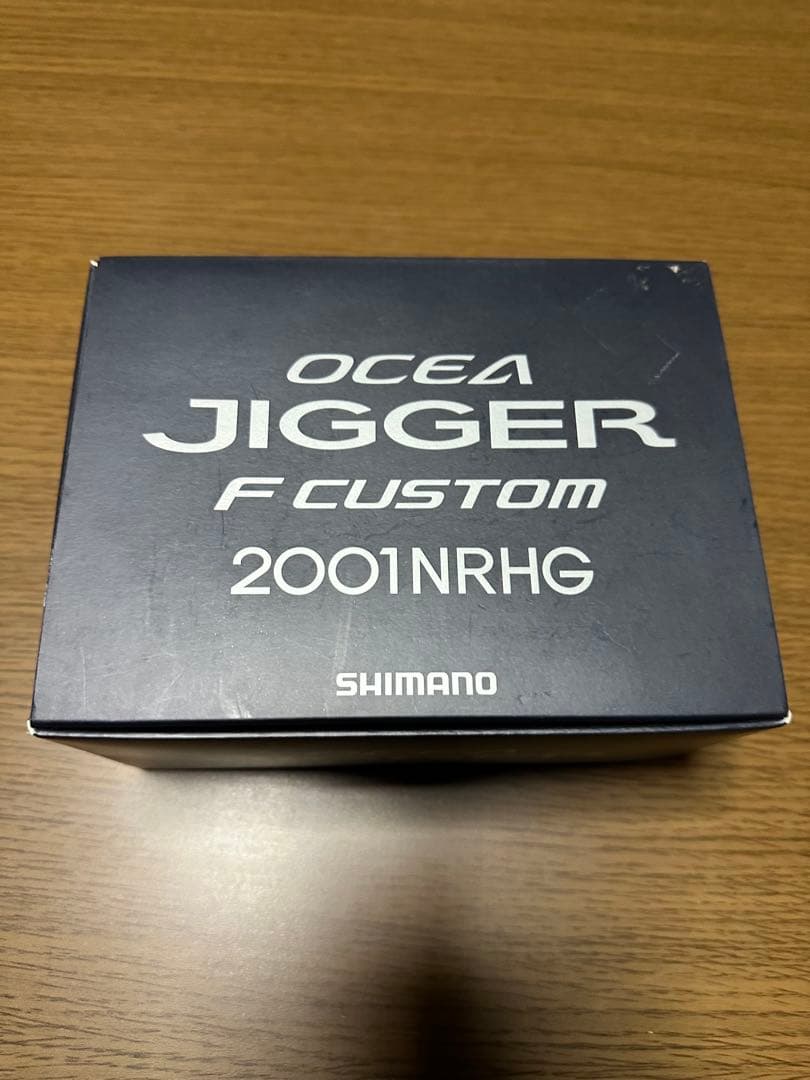 OCEA
JIGGER
F CUSTOM
2001NRHG
SHIMANO